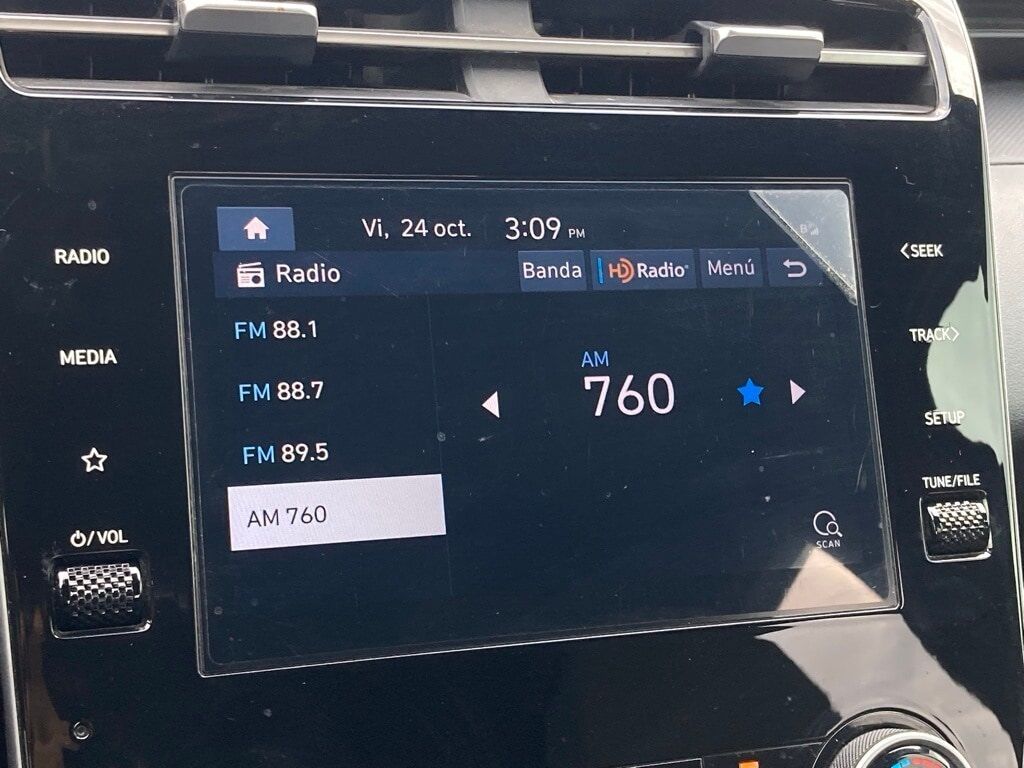 Vi, 24 oct. 3:09 PM
Radio
Banda
HD Radio
Menú
FM 88.1
FM 88.7
FM 89.5
AM 760
AM
760
SCAN
RADIO
MEDIA
/VOL
<SEEK
TRACK>
SETUP
TUNE/FILE